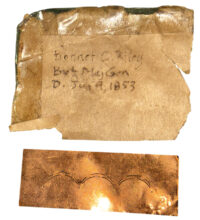 Bennet C. Riley
Bvt Maj Gen
D. Jun 9, 1853